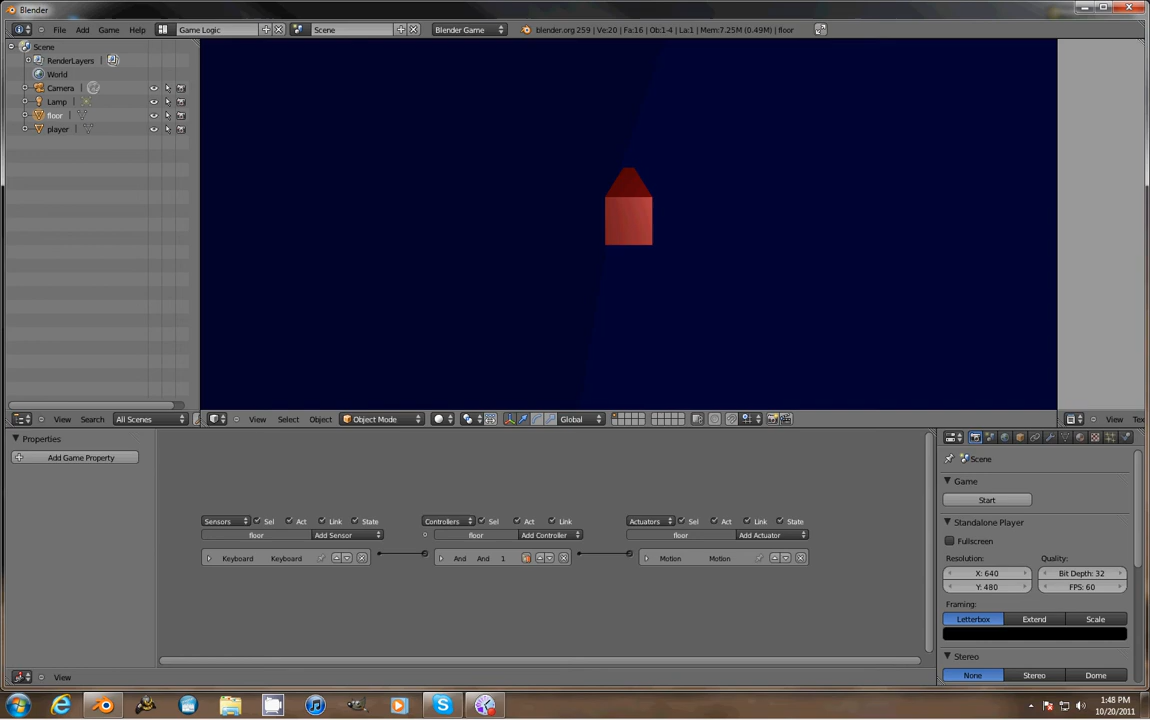 Blender
File Add Game Help Game Logic Scene Blender Game blender.org 259 | Ve:20 | Fa:16 | Ob:1-4 | La:1 | Mem:7.25M (0.49M) | floor
Scene
RenderLayers |
World
Camera |
Lamp |
floor |
player |
View Search All Scenes
View Select Object Object Mode Global
View Te
Properties
Add Game Property
Sensors Sel Act Link State
floor Add Sensor
Keyboard Keyboard
Controllers Sel Act Link
floor Add Controller
And And 1
Actuators Sel Act Link State
floor Add Actuator
Motion Motion
View
Scene
Game
Start
Standalone Player
Fullscreen
Resolution: Quality:
X: 640 Bit Depth: 32
Y: 480 FPS: 60
Framing:
Letterbox Extend Scale
Stereo
None Stereo Dome
1:48 PM
10/20/2011